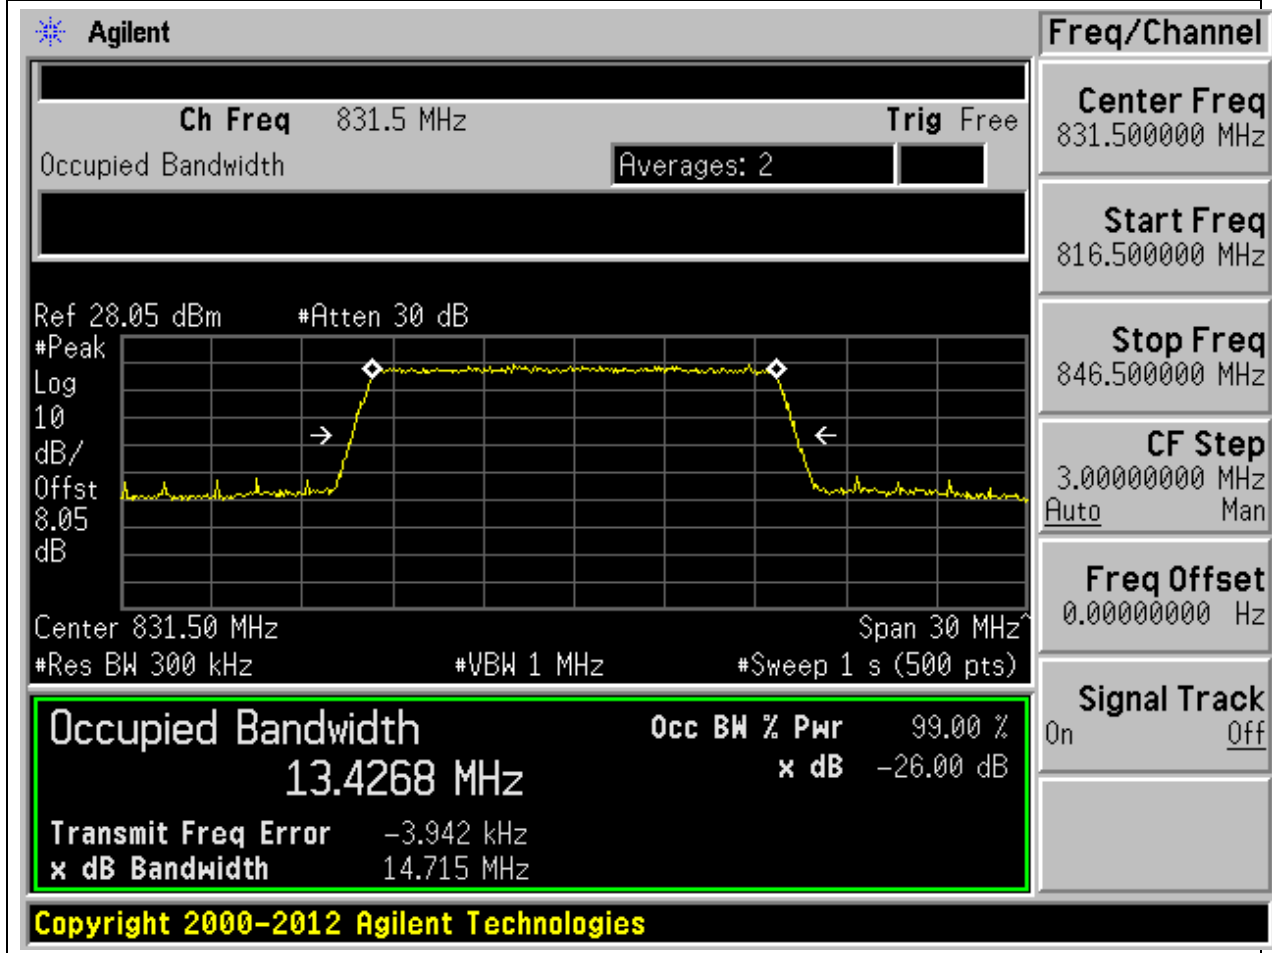 Agilent
Freq/Channel
Ch Freq 831.5 MHz Trig Free
Occupied Bandwidth Averages: 2
Center Freq
831.500000 MHz
Start Freq
816.500000 MHz
Stop Freq
846.500000 MHz
CF Step
3.00000000 MHz
Auto Man
Freq Offset
0.00000000 Hz
Signal Track
On Off
Ref 28.05 dBm #Atten 30 dB
#Peak
Log
10
dB/
Offst
8.05
dB
Center 831.50 MHz Span 30 MHz^
#Res BW 300 kHz #VBW 1 MHz #Sweep 1 s (500 pts)
Occupied Bandwidth Occ BW % Pwr 99.00 %
13.4268 MHz x dB -26.00 dB
Transmit Freq Error -3.942 kHz
x dB Bandwidth 14.715 MHz
Copyright 2000-2012 Agilent Technologies